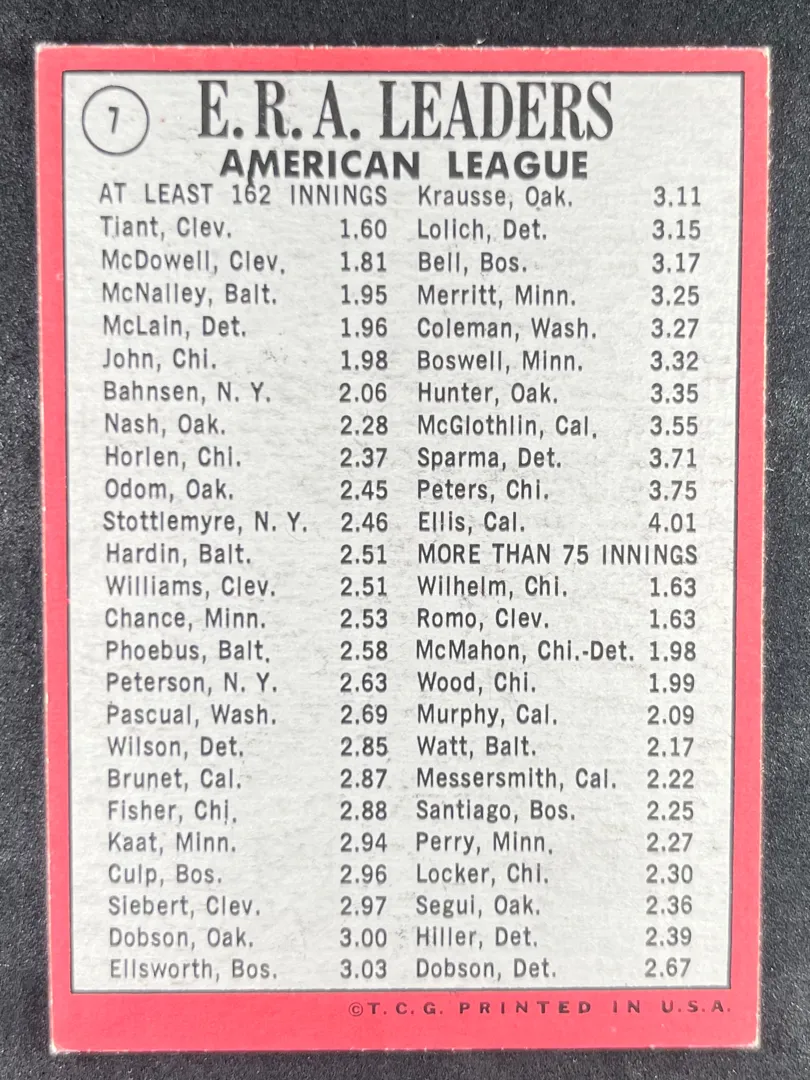 7
E. R. A. LEADERS
AMERICAN LEAGUE
AT LEAST 162 INNINGS
Tiant, Clev. 1.60
McDowell, Clev. 1.81
McNalley, Balt. 1.95
McLain, Det. 1.96
John, Chi. 1.98
Bahnsen, N. Y. 2.06
Nash, Oak. 2.28
Horlen, Chi. 2.37
Odom, Oak. 2.45
Stottlemyre, N. Y. 2.46
Hardin, Balt. 2.51
Williams, Clev. 2.51
Chance, Minn. 2.53
Phoebus, Balt. 2.58
Peterson, N. Y. 2.63
Pascual, Wash. 2.69
Wilson, Det. 2.85
Brunet, Cal. 2.87
Fisher, Chi. 2.88
Kaat, Minn. 2.94
Culp, Bos. 2.96
Siebert, Clev. 2.97
Dobson, Oak. 3.00
Ellsworth, Bos. 3.03
Krausse, Oak. 3.11
Lolich, Det. 3.15
Bell, Bos. 3.17
Merritt, Minn. 3.25
Coleman, Wash. 3.27
Boswell, Minn. 3.32
Hunter, Oak. 3.35
McGlothlin, Cal. 3.55
Sparma, Det. 3.71
Peters, Chi. 3.75
Ellis, Cal. 4.01
MORE THAN 75 INNINGS
Wilhelm, Chi. 1.63
Romo, Clev. 1.63
McMahon, Chi.-Det. 1.98
Wood, Chi. 1.99
Murphy, Cal. 2.09
Watt, Balt. 2.17
Messersmith, Cal. 2.22
Santiago, Bos. 2.25
Perry, Minn. 2.27
Locker, Chi. 2.30
Segui, Oak. 2.36
Hiller, Det. 2.39
Dobson, Det. 2.67
©T. C. G. PRINTED IN U.S.A.